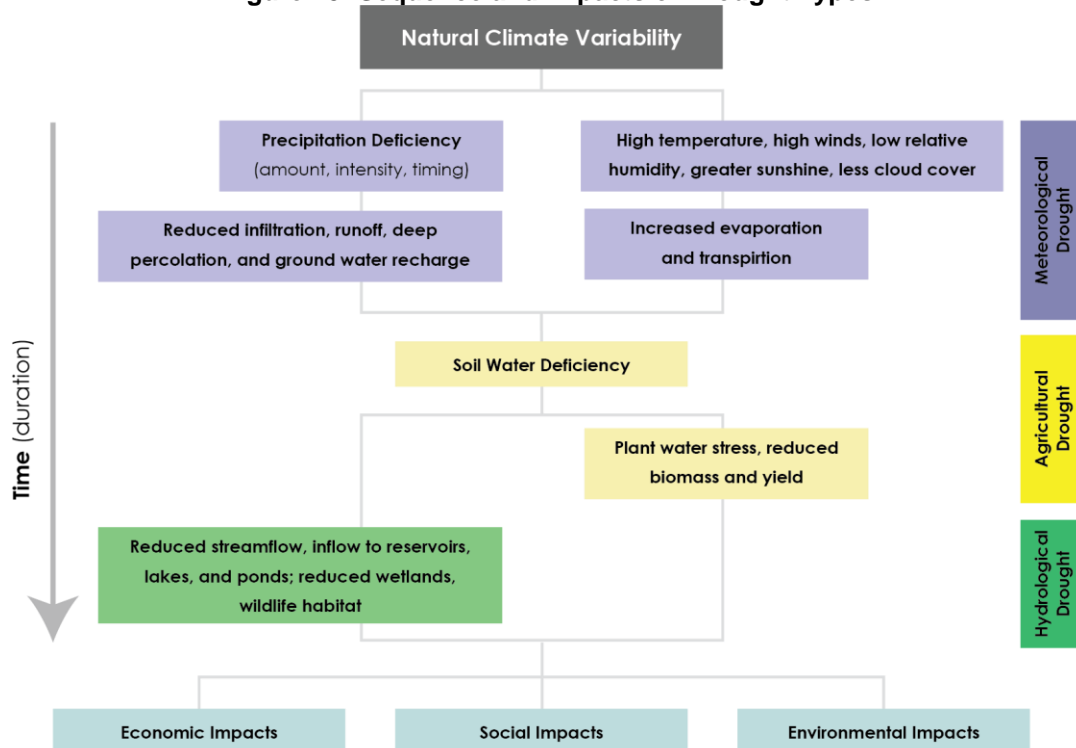 Natural Climate Variability
Precipitation Deficiency
(amount, intensity, timing)
High temperature, high winds, low relative
humidity, greater sunshine, less cloud cover
Reduced infiltration, runoff, deep
percolation, and ground water recharge
Increased evaporation
and transpirtion
Meteorological
Drought
Time (duration)
Soil Water Deficiency
Plant water stress, reduced
biomass and yield
Agricultural
Drought
Reduced streamflow, inflow to reservoirs,
lakes, and ponds; reduced wetlands,
wildlife habitat
Hydrological
Drought
Economic Impacts
Social Impacts
Environmental Impacts